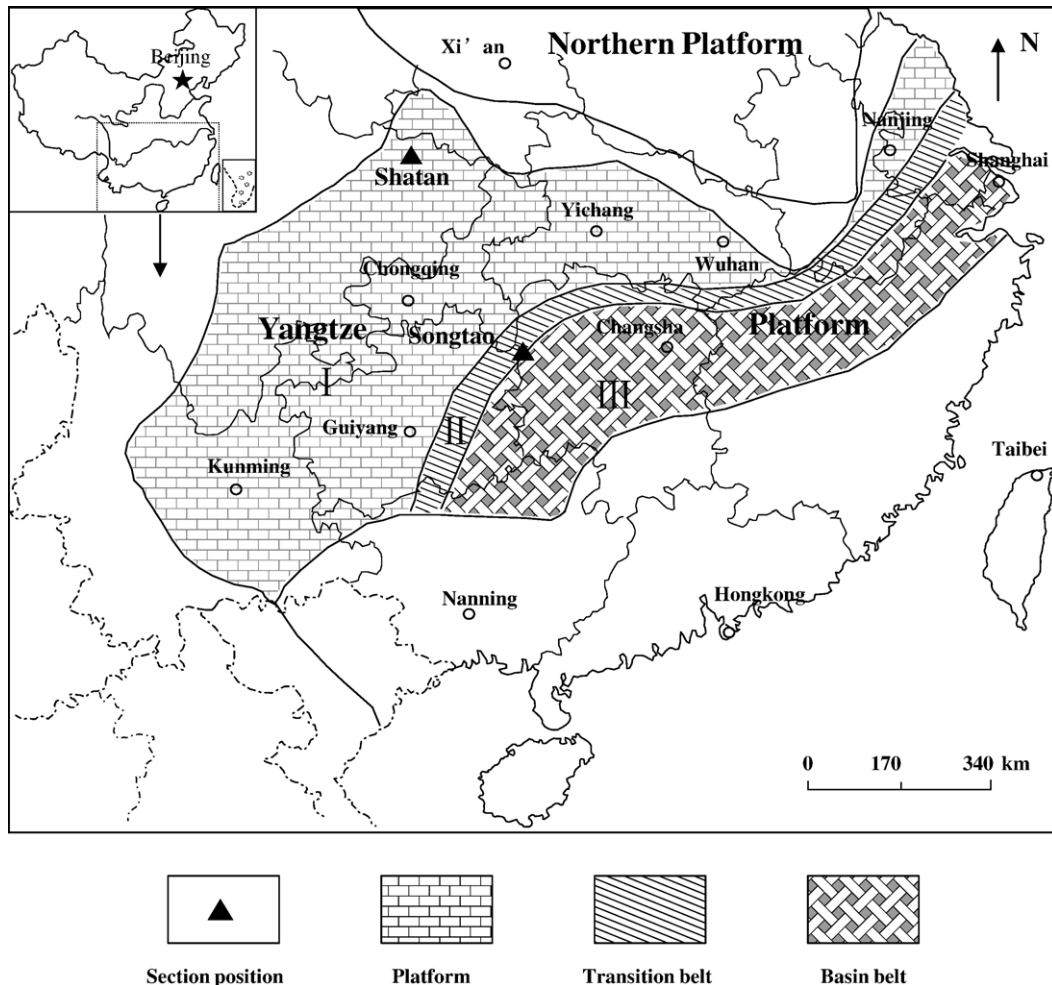 Beijing
Xi’an
Northern Platform
N
Nanjing
Shanghai
Shatan
Yichang
Wuhan
Chongqing
Yangtze
Songtao
Changsha
Platform
I
II
III
Guiyang
Kunming
Taibei
Nanning
Hongkong
0 170 340 km
Section position
Platform
Transition belt
Basin belt